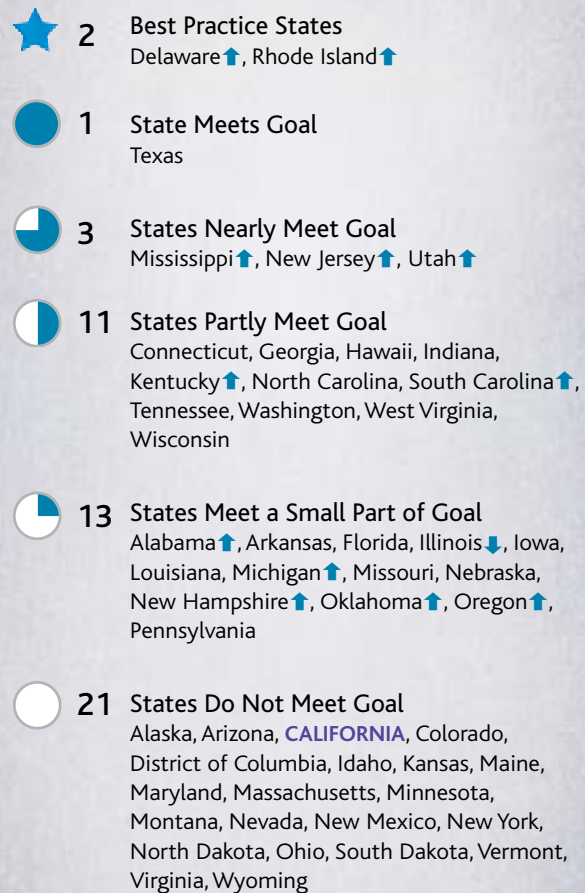 2 Best Practice States
Delaware⬆, Rhode Island⬆
1 State Meets Goal
Texas
3 States Nearly Meet Goal
Mississippi⬆, New Jersey⬆, Utah⬆
11 States Partly Meet Goal
Connecticut, Georgia, Hawaii, Indiana,
Kentucky⬆, North Carolina, South Carolina⬆,
Tennessee, Washington, West Virginia,
Wisconsin
13 States Meet a Small Part of Goal
Alabama⬆, Arkansas, Florida, Illinois⬇, Iowa,
Louisiana, Michigan⬆, Missouri, Nebraska,
New Hampshire⬆, Oklahoma⬆, Oregon⬆,
Pennsylvania
21 States Do Not Meet Goal
Alaska, Arizona, CALIFORNIA, Colorado,
District of Columbia, Idaho, Kansas, Maine,
Maryland, Massachusetts, Minnesota,
Montana, Nevada, New Mexico, New York,
North Dakota, Ohio, South Dakota, Vermont,
Virginia, Wyoming